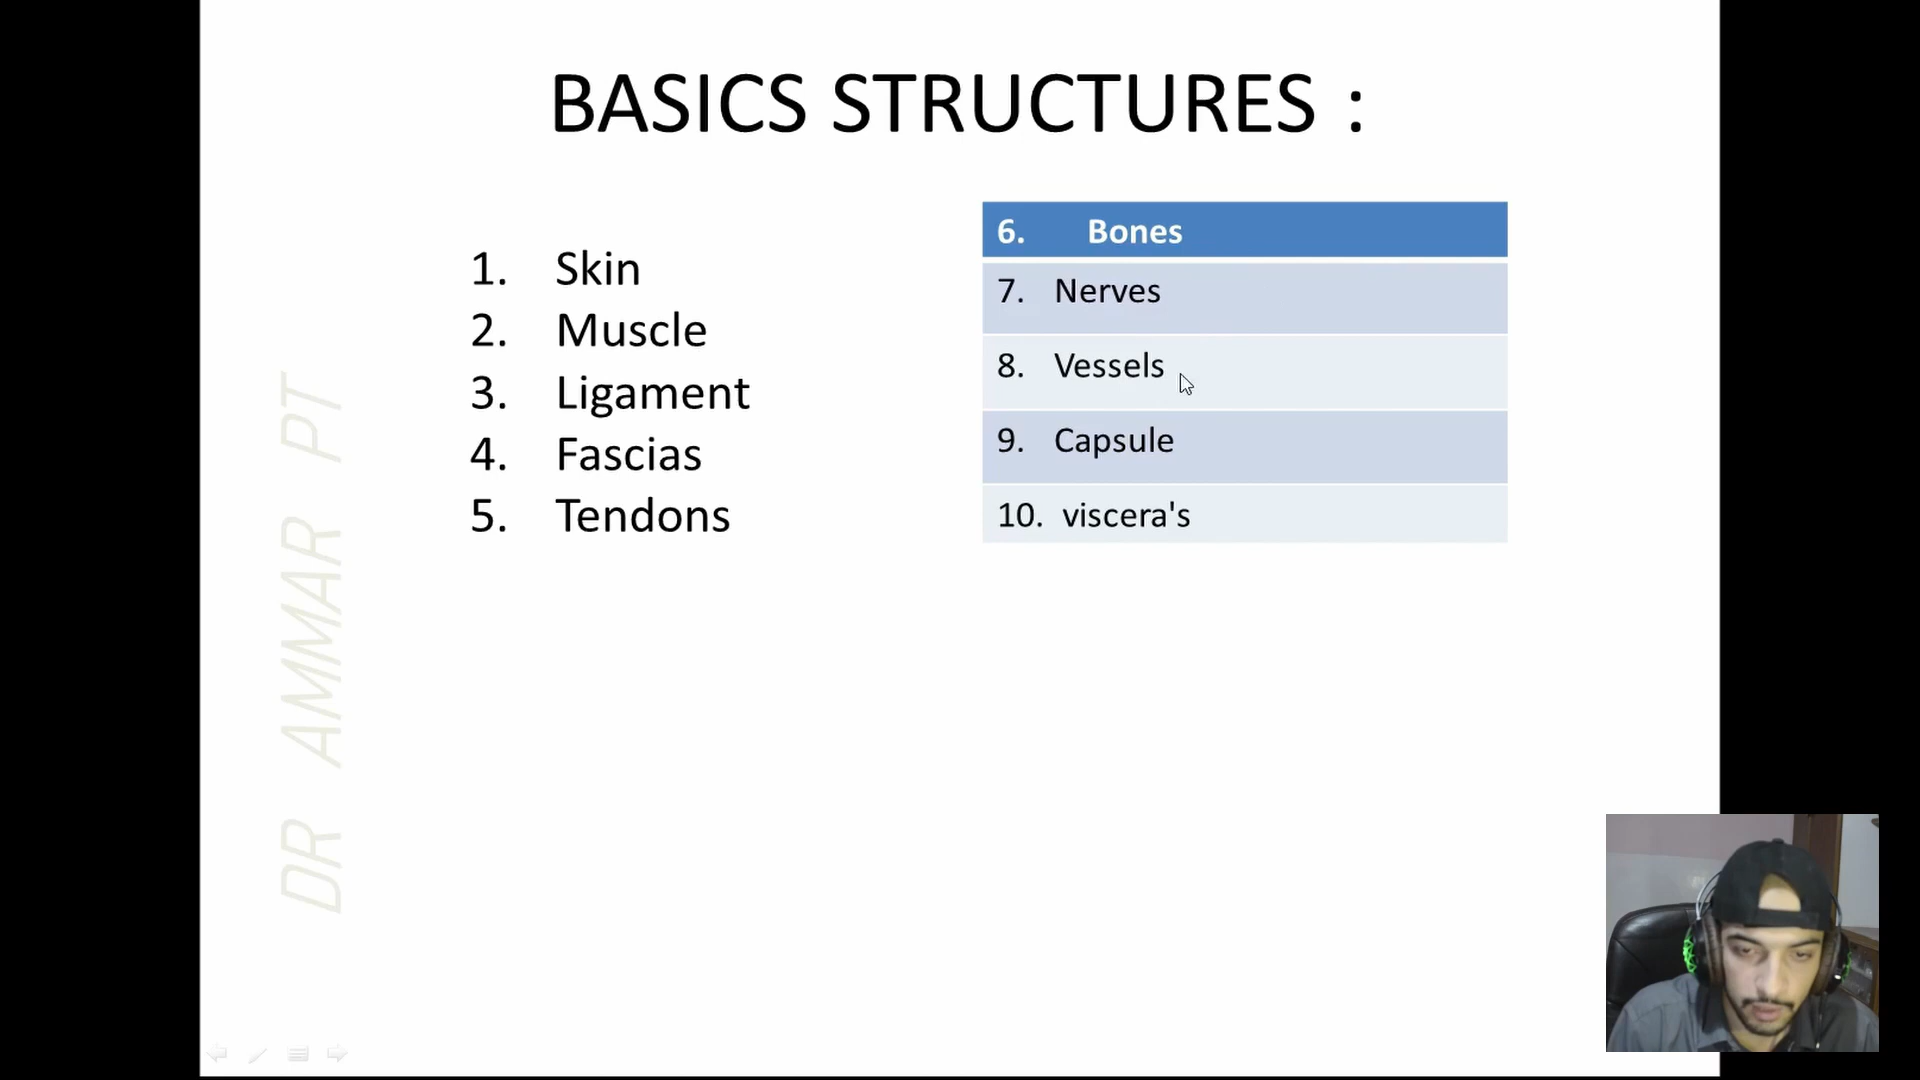 BASICS STRUCTURES :
1. Skin
2. Muscle
3. Ligament
4. Fascias
5. Tendons
6. Bones
7. Nerves
8. Vessels
9. Capsule
10. viscera's
DR AMMAR PT